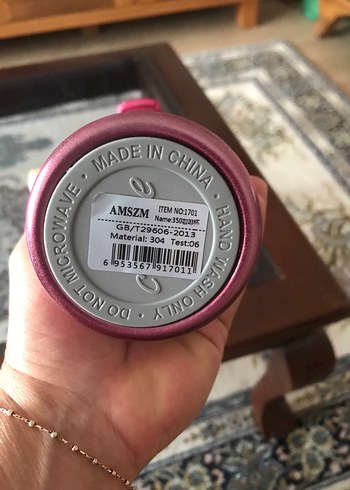 MADE IN CHINA • HAND WASH ONLY • DO NOT MICROWAVE •
AMSZM ITEM NO:1701
GB/T29606-2013
Material: 304 Test:06
6 953567 917011